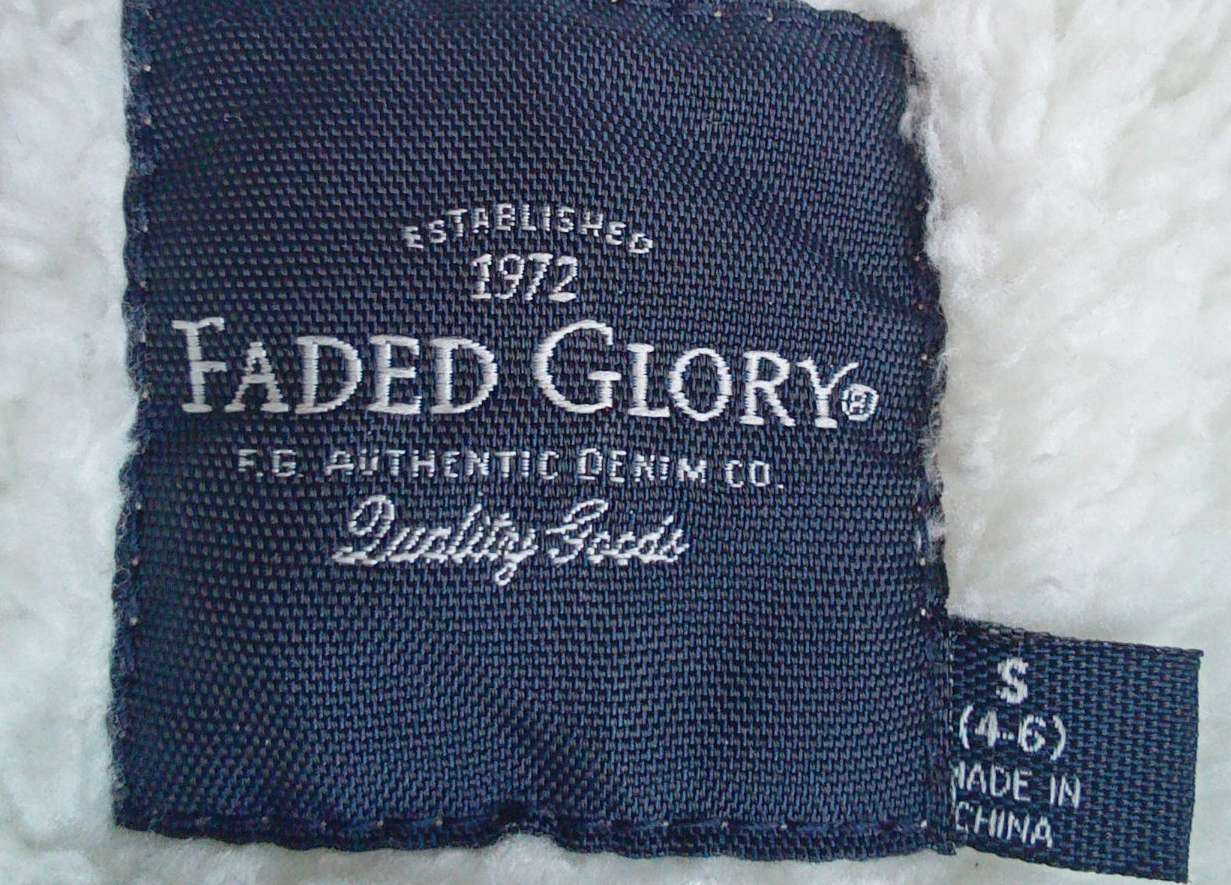 ESTABLISHED
1972
FADED GLORY®
F.G. AUTHENTIC DENIM CO.
Quality Goods
S
(4-6)
MADE IN
CHINA